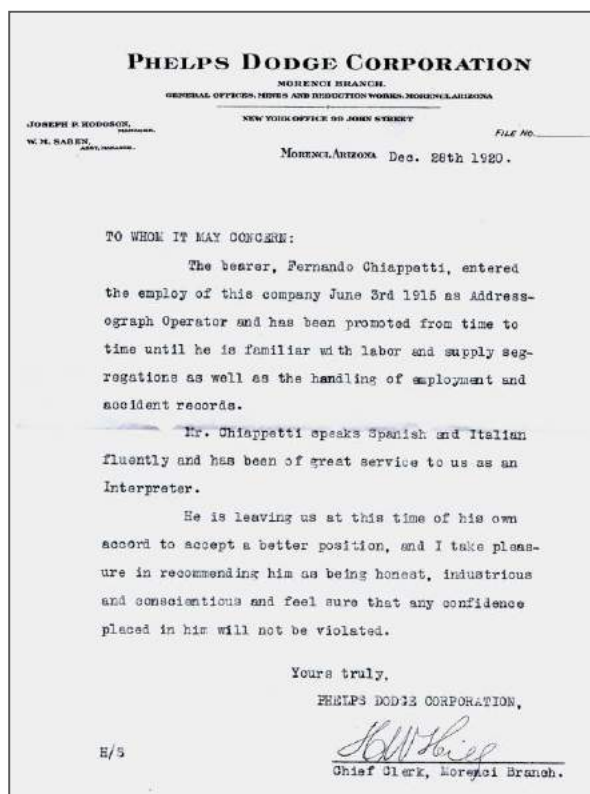 PHELPS DODGE CORPORATION
MORENCI BRANCH.
GENERAL OFFICES, MINES AND REDUCTION WORKS, MORENCI, ARIZONA
NEW YORK OFFICE 99 JOHN STREET
JOSEPH P. HODGSON,
MANAGER.
W. M. SABEN,
ASST. MANAGER.
FILE NO.
MORENCI, ARIZONA Dec. 28th 1920.
TO WHOM IT MAY CONCERN:
The bearer, Fernando Chiappetti, entered
the employ of this company June 3rd 1915 as Address-
ograph Operator and has been promoted from time to
time until he is familiar with labor and supply seg-
regations as well as the handling of employment and
accident records.
Mr. Chiappetti speaks Spanish and Italian
fluently and has been of great service to us as an
Interpreter.
He is leaving us at this time of his own
accord to accept a better position, and I take pleas-
ure in recommending him as being honest, industrious
and conscientious and feel sure that any confidence
placed in him will not be violated.
Yours truly,
PHELPS DODGE CORPORATION,
H/S
Chief Clerk, Morenci Branch.